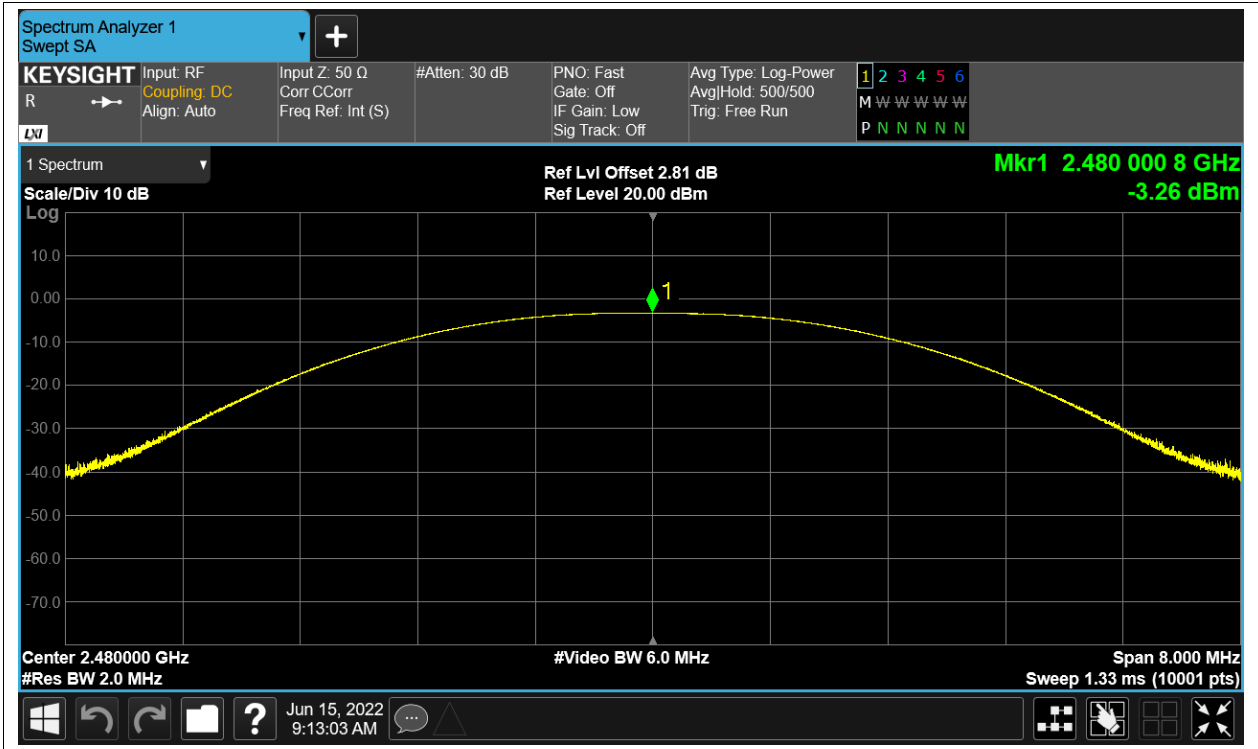 Spectrum Analyzer 1
Swept SA
KEYSIGHT
R
LXI
Input: RF
Coupling: DC
Align: Auto
Input Z: 50 Ω
Corr CCorr
Freq Ref: Int (S)
#Atten: 30 dB
PNO: Fast
Gate: Off
IF Gain: Low
Sig Track: Off
Avg Type: Log-Power
Avg|Hold: 500/500
Trig: Free Run
1 2 3 4 5 6
M W W W W W
P N N N N N
1 Spectrum
Scale/Div 10 dB
Log
Ref Lvl Offset 2.81 dB
Ref Level 20.00 dBm
Mkr1 2.480 000 8 GHz
-3.26 dBm
10.0
0.00
-10.0
-20.0
-30.0
-40.0
-50.0
-60.0
-70.0
1
Center 2.480000 GHz
#Res BW 2.0 MHz
#Video BW 6.0 MHz
Span 8.000 MHz
Sweep 1.33 ms (10001 pts)
?
Jun 15, 2022
9:13:03 AM